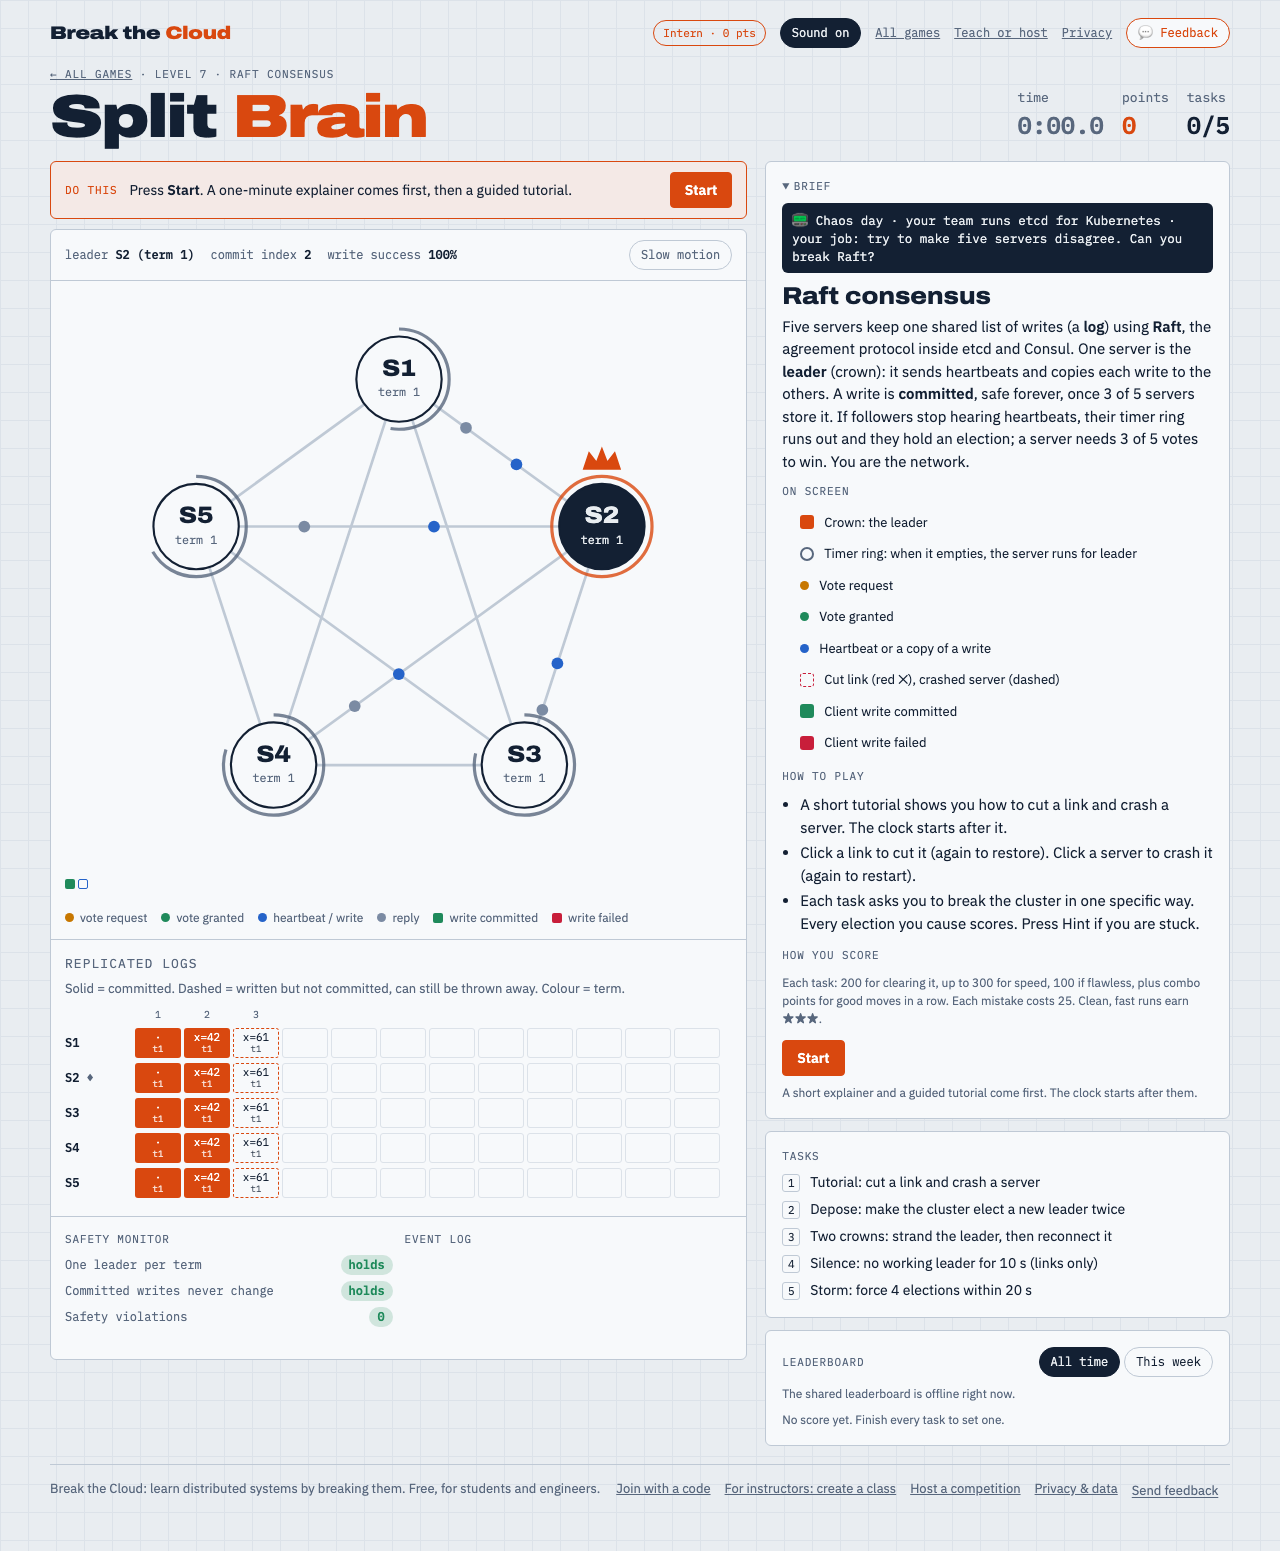 Break the Cloud
Intern · 0 pts
Sound on
All games
Teach or host
Privacy
💬 Feedback
← ALL GAMES · LEVEL 7 · RAFT CONSENSUS
Split Brain
time
0:00.0
points
0
tasks
0/5
DO THIS Press Start. A one-minute explainer comes first, then a guided tutorial.
Start
leader S2 (term 1) commit index 2 write success 100%
Slow motion
S1
term 1
S5
term 1
S2
term 1
S4
term 1
S3
term 1
vote request
vote granted
heartbeat / write
reply
write committed
write failed
REPLICATED LOGS
Solid = committed. Dashed = written but not committed, can still be thrown away. Colour = term.
1 2 3
S1
· x=42 x=61
t1 t1 t1
S2 ♦
· x=42 x=61
t1 t1 t1
S3
· x=42 x=61
t1 t1 t1
S4
· x=42 x=61
t1 t1 t1
S5
· x=42 x=61
t1 t1 t1
SAFETY MONITOR
One leader per term holds
Committed writes never change holds
Safety violations 0
EVENT LOG
▼ BRIEF
Chaos day · your team runs etcd for Kubernetes ·
your job: try to make five servers disagree. Can you
break Raft?
Raft consensus
Five servers keep one shared list of writes (a log) using Raft, the
agreement protocol inside etcd and Consul. One server is the
leader (crown): it sends heartbeats and copies each write to the
others. A write is committed, safe forever, once 3 of 5 servers
store it. If followers stop hearing heartbeats, their timer ring
runs out and they hold an election; a server needs 3 of 5 votes
to win. You are the network.
ON SCREEN
Crown: the leader
Timer ring: when it empties, the server runs for leader
Vote request
Vote granted
Heartbeat or a copy of a write
Cut link (red ✕), crashed server (dashed)
Client write committed
Client write failed
HOW TO PLAY
• A short tutorial shows you how to cut a link and crash a
server. The clock starts after it.
• Click a link to cut it (again to restore). Click a server to crash it
(again to restart).
• Each task asks you to break the cluster in one specific way.
Every election you cause scores. Press Hint if you are stuck.
HOW YOU SCORE
Each task: 200 for clearing it, up to 300 for speed, 100 if flawless, plus combo
points for good moves in a row. Each mistake costs 25. Clean, fast runs earn
★★★.
Start
A short explainer and a guided tutorial come first. The clock starts after them.
TASKS
1 Tutorial: cut a link and crash a server
2 Depose: make the cluster elect a new leader twice
3 Two crowns: strand the leader, then reconnect it
4 Silence: no working leader for 10 s (links only)
5 Storm: force 4 elections within 20 s
LEADERBOARD
All time
This week
The shared leaderboard is offline right now.
No score yet. Finish every task to set one.
Break the Cloud: learn distributed systems by breaking them. Free, for students and engineers.
Join with a code
For instructors: create a class
Host a competition
Privacy & data
Send feedback